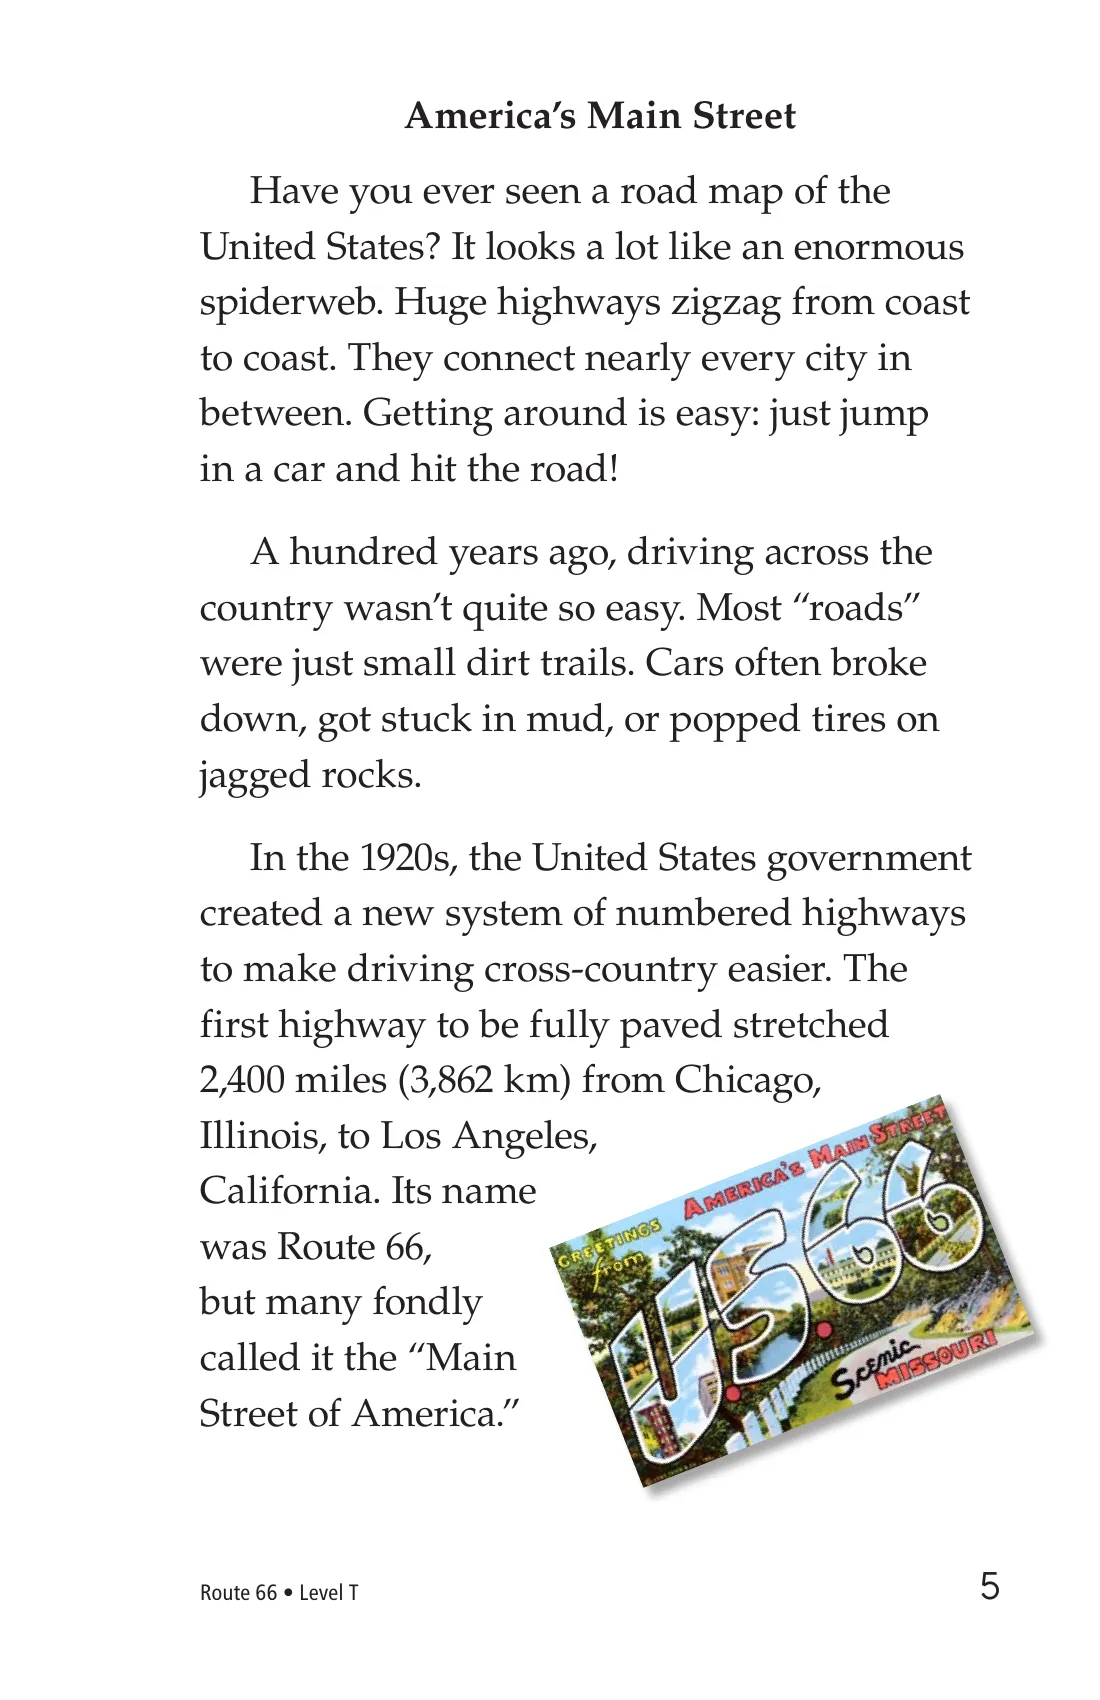 America’s Main Street
Have you ever seen a road map of the
United States? It looks a lot like an enormous
spiderweb. Huge highways zigzag from coast
to coast. They connect nearly every city in
between. Getting around is easy: just jump
in a car and hit the road!
A hundred years ago, driving across the
country wasn’t quite so easy. Most “roads”
were just small dirt trails. Cars often broke
down, got stuck in mud, or popped tires on
jagged rocks.
In the 1920s, the United States government
created a new system of numbered highways
to make driving cross-country easier. The
first highway to be fully paved stretched
2,400 miles (3,862 km) from Chicago,
Illinois, to Los Angeles,
California. Its name
was Route 66,
but many fondly
called it the “Main
Street of America.”
GREETINGS
from
AMERICA'S MAIN STREET
U.S. 66
Scenic
MISSOURI
Route 66 • Level T
5